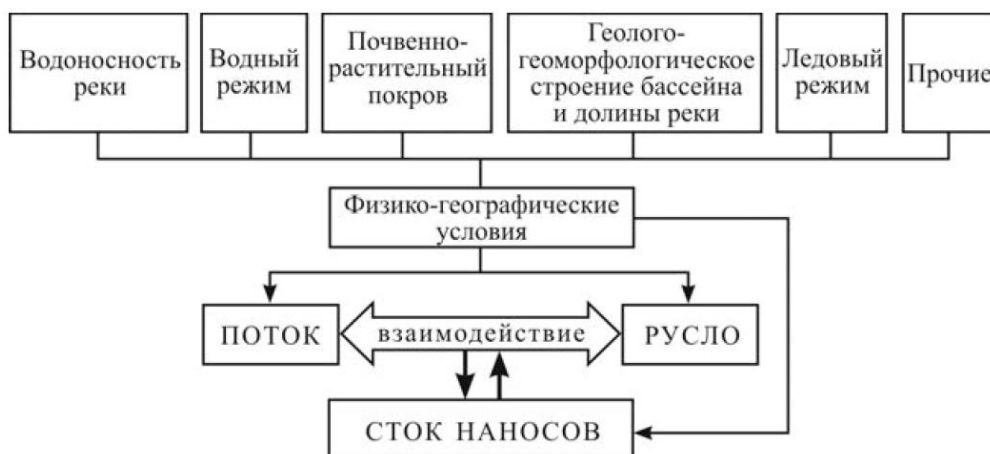 Водоносность
реки
Водный
режим
Почвенно-
растительный
покров
Геолого-
геоморфологическое
строение бассейна
и долины реки
Ледовый
режим
Прочие
Физико-географические
условия
ПОТОК
взаимодействие
РУСЛО
СТОК НАНОСОВ